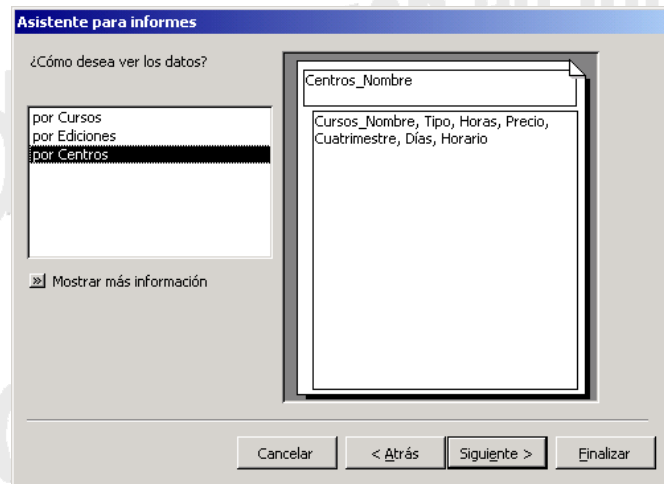 Asistente para informes
¿Cómo desea ver los datos?
por Cursos
por Ediciones
por Centros
Mostrar más información
Centros_Nombre
Cursos_Nombre, Tipo, Horas, Precio,
Cuatrimestre, Días, Horario
Cancelar
< Atrás
Siguiente >
Finalizar